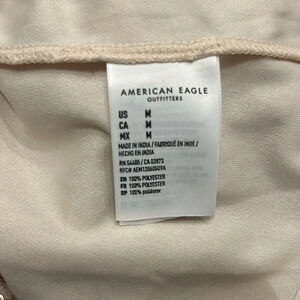 AMERICAN EAGLE
OUTFITTERS
US M
CA M
MX M
MADE IN INDIA / FABRIQUÉ EN INDE /
HECHO EN INDIA
RN 54485 / CA 03973
EN 100% POLYESTER
FR 100% POLYESTER
SP 100% poliéster